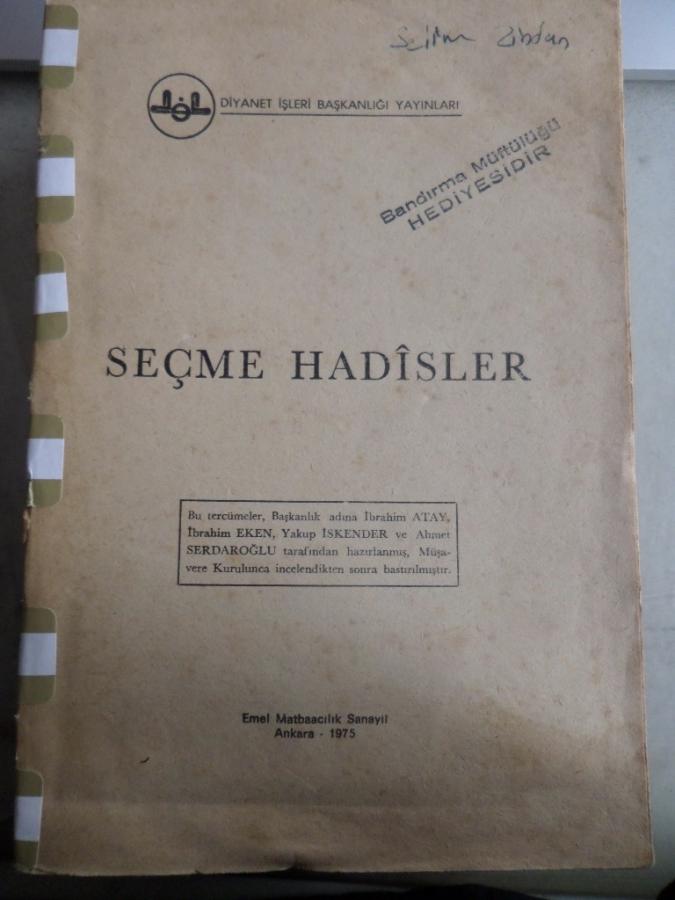 DİYANET İŞLERİ BAŞKANLIĞI YAYINLARI
Bandırma Müftülüğü
HEDİYESİDİR
SEÇME HADÎSLER
Bu tercümeler, Başkanlık adına İbrahim ATAY,
İbrahim EKEN, Yakup İSKENDER ve Ahmet
SERDAROĞLU tarafından hazırlanmış, Müşa-
vere Kurulunca incelendikten sonra bastırılmıştır.
Emel Matbaacılık Sanayii
Ankara - 1975